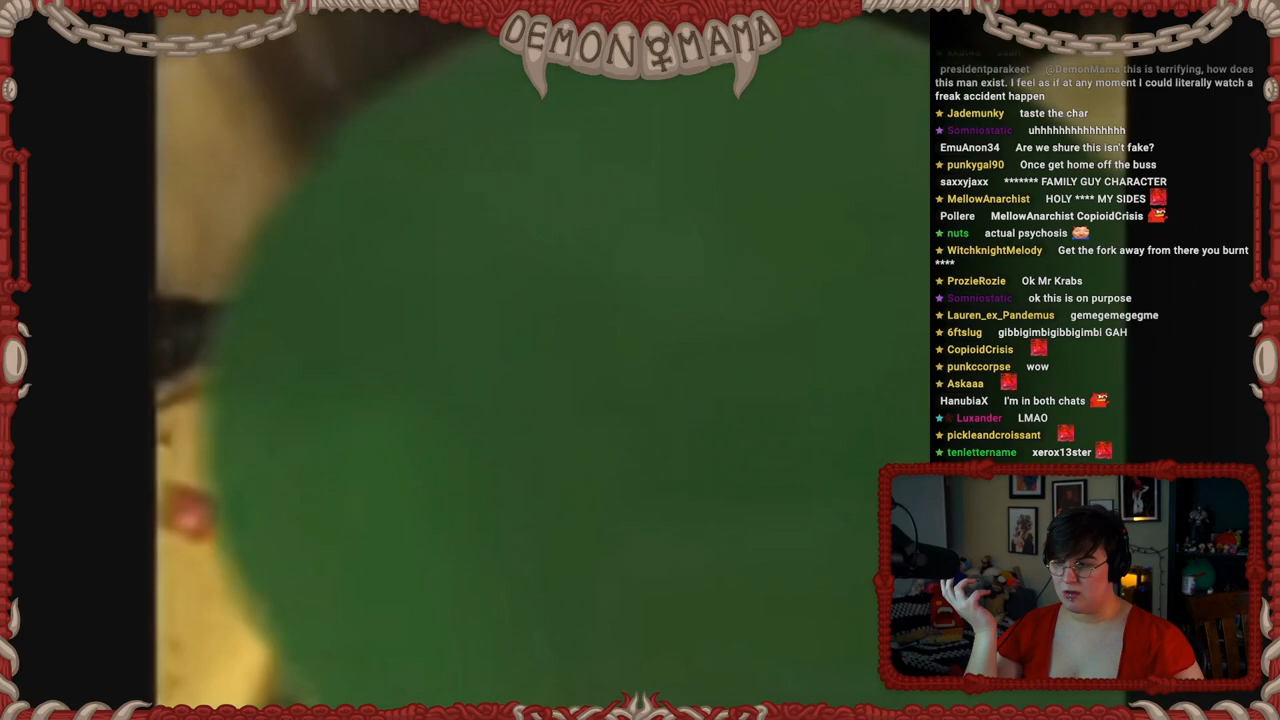 DEMON MAMA
presidentparakeet @DemonMama this is terrifying, how does
this man exist. I feel as if at any moment I could literally watch a
freak accident happen
Jademunky taste the char
Somniostatic uhhhhhhhhhhhhhh
EmuAnon34 Are we shure this isn't fake?
punkygal90 Once get home off the buss
saxxyjaxx ******* FAMILY GUY CHARACTER
MellowAnarchist HOLY **** MY SIDES
Pollere MellowAnarchist CopioidCrisis
nuts actual psychosis
WitchknightMelody Get the fork away from there you burnt
****
ProzieRozie Ok Mr Krabs
Somniostatic ok this is on purpose
Lauren_ex_Pandemus gemegemegegme
6ftslug gibbigimbigibbigimbi GAH
CopioidCrisis
punkccorpse wow
Askaaa
HanubiaX I'm in both chats
Luxander LMAO
pickleandcroissant
tenlettername xerox13ster